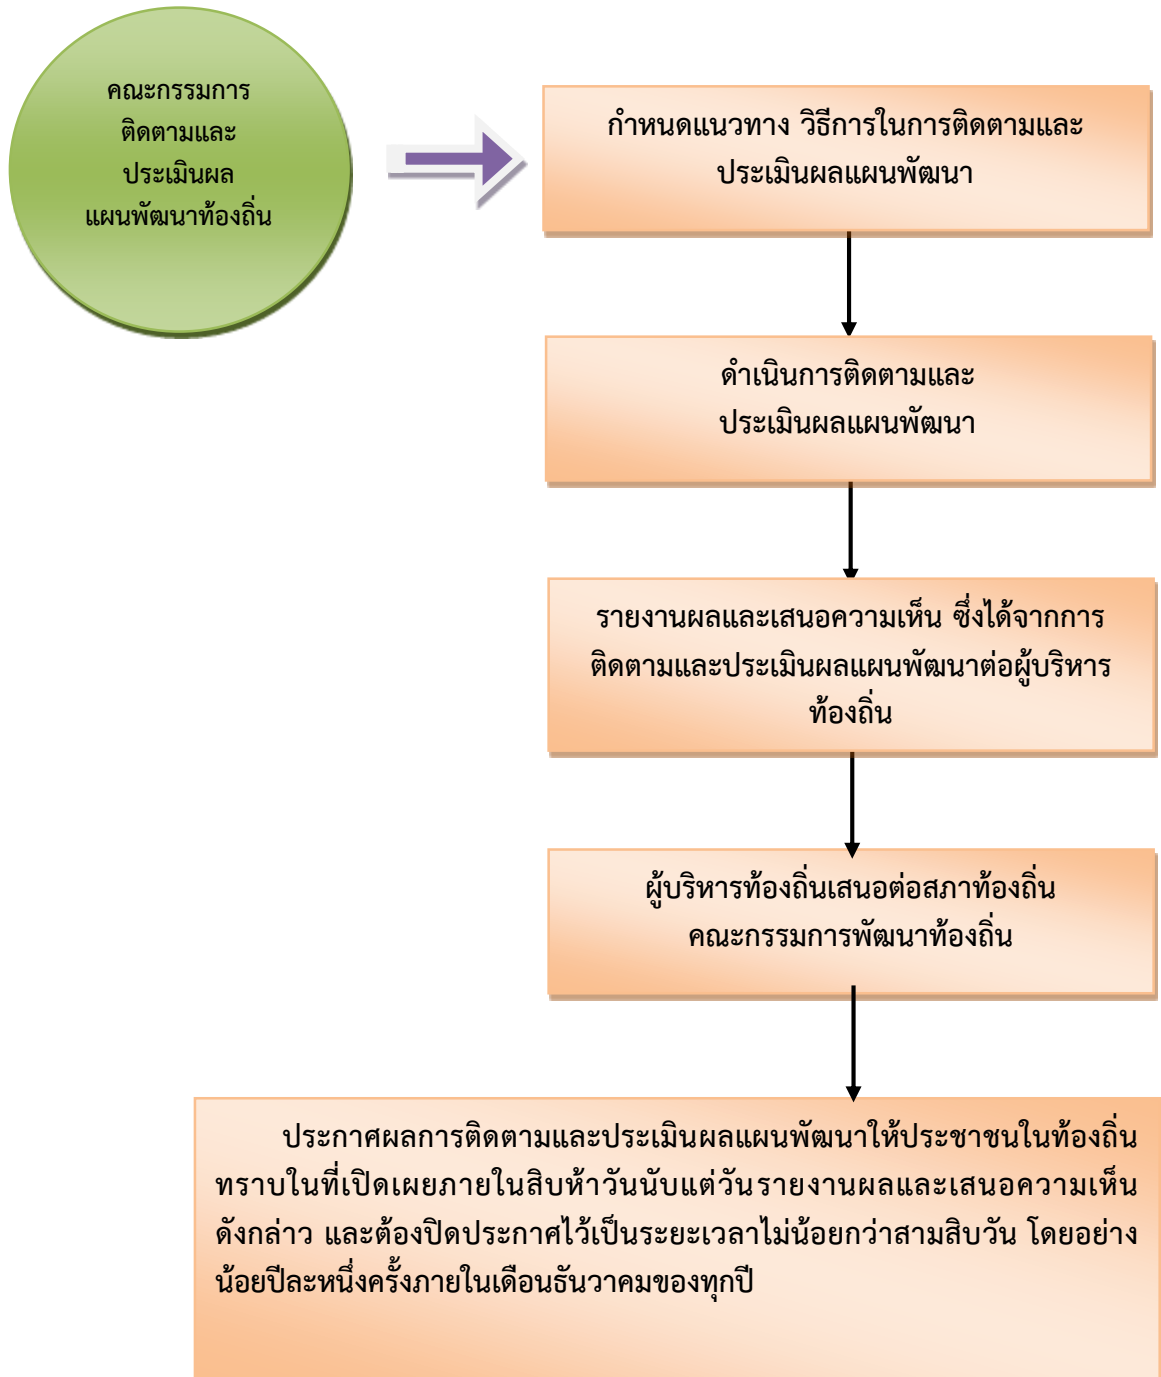 คณะกรรมการ
ติดตามและ
ประเมินผล
แผนพัฒนาท้องถิ่น
กำหนดแนวทาง วิธีการในการติดตามและ
ประเมินผลแผนพัฒนา
ดำเนินการติดตามและ
ประเมินผลแผนพัฒนา
รายงานผลและเสนอความเห็น ซึ่งได้จากการ
ติดตามและประเมินผลแผนพัฒนาต่อผู้บริหาร
ท้องถิ่น
ผู้บริหารท้องถิ่นเสนอต่อสภาท้องถิ่น
คณะกรรมการพัฒนาท้องถิ่น
ประกาศผลการติดตามและประเมินผลแผนพัฒนาให้ประชาชนในท้องถิ่น
ทราบในที่เปิดเผยภายในสิบห้าวันนับแต่วันรายงานผลและเสนอความเห็น
ดังกล่าว และต้องปิดประกาศไว้เป็นระยะเวลาไม่น้อยกว่าสามสิบวัน โดยอย่าง
น้อยปีละหนึ่งครั้งภายในเดือนธันวาคมของทุกปี